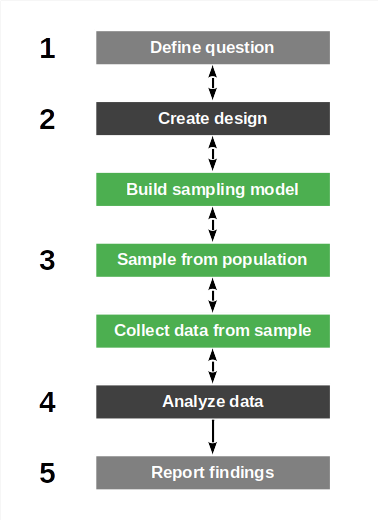 1 Define question
2 Create design
Build sampling model
3 Sample from population
Collect data from sample
4 Analyze data
5 Report findings